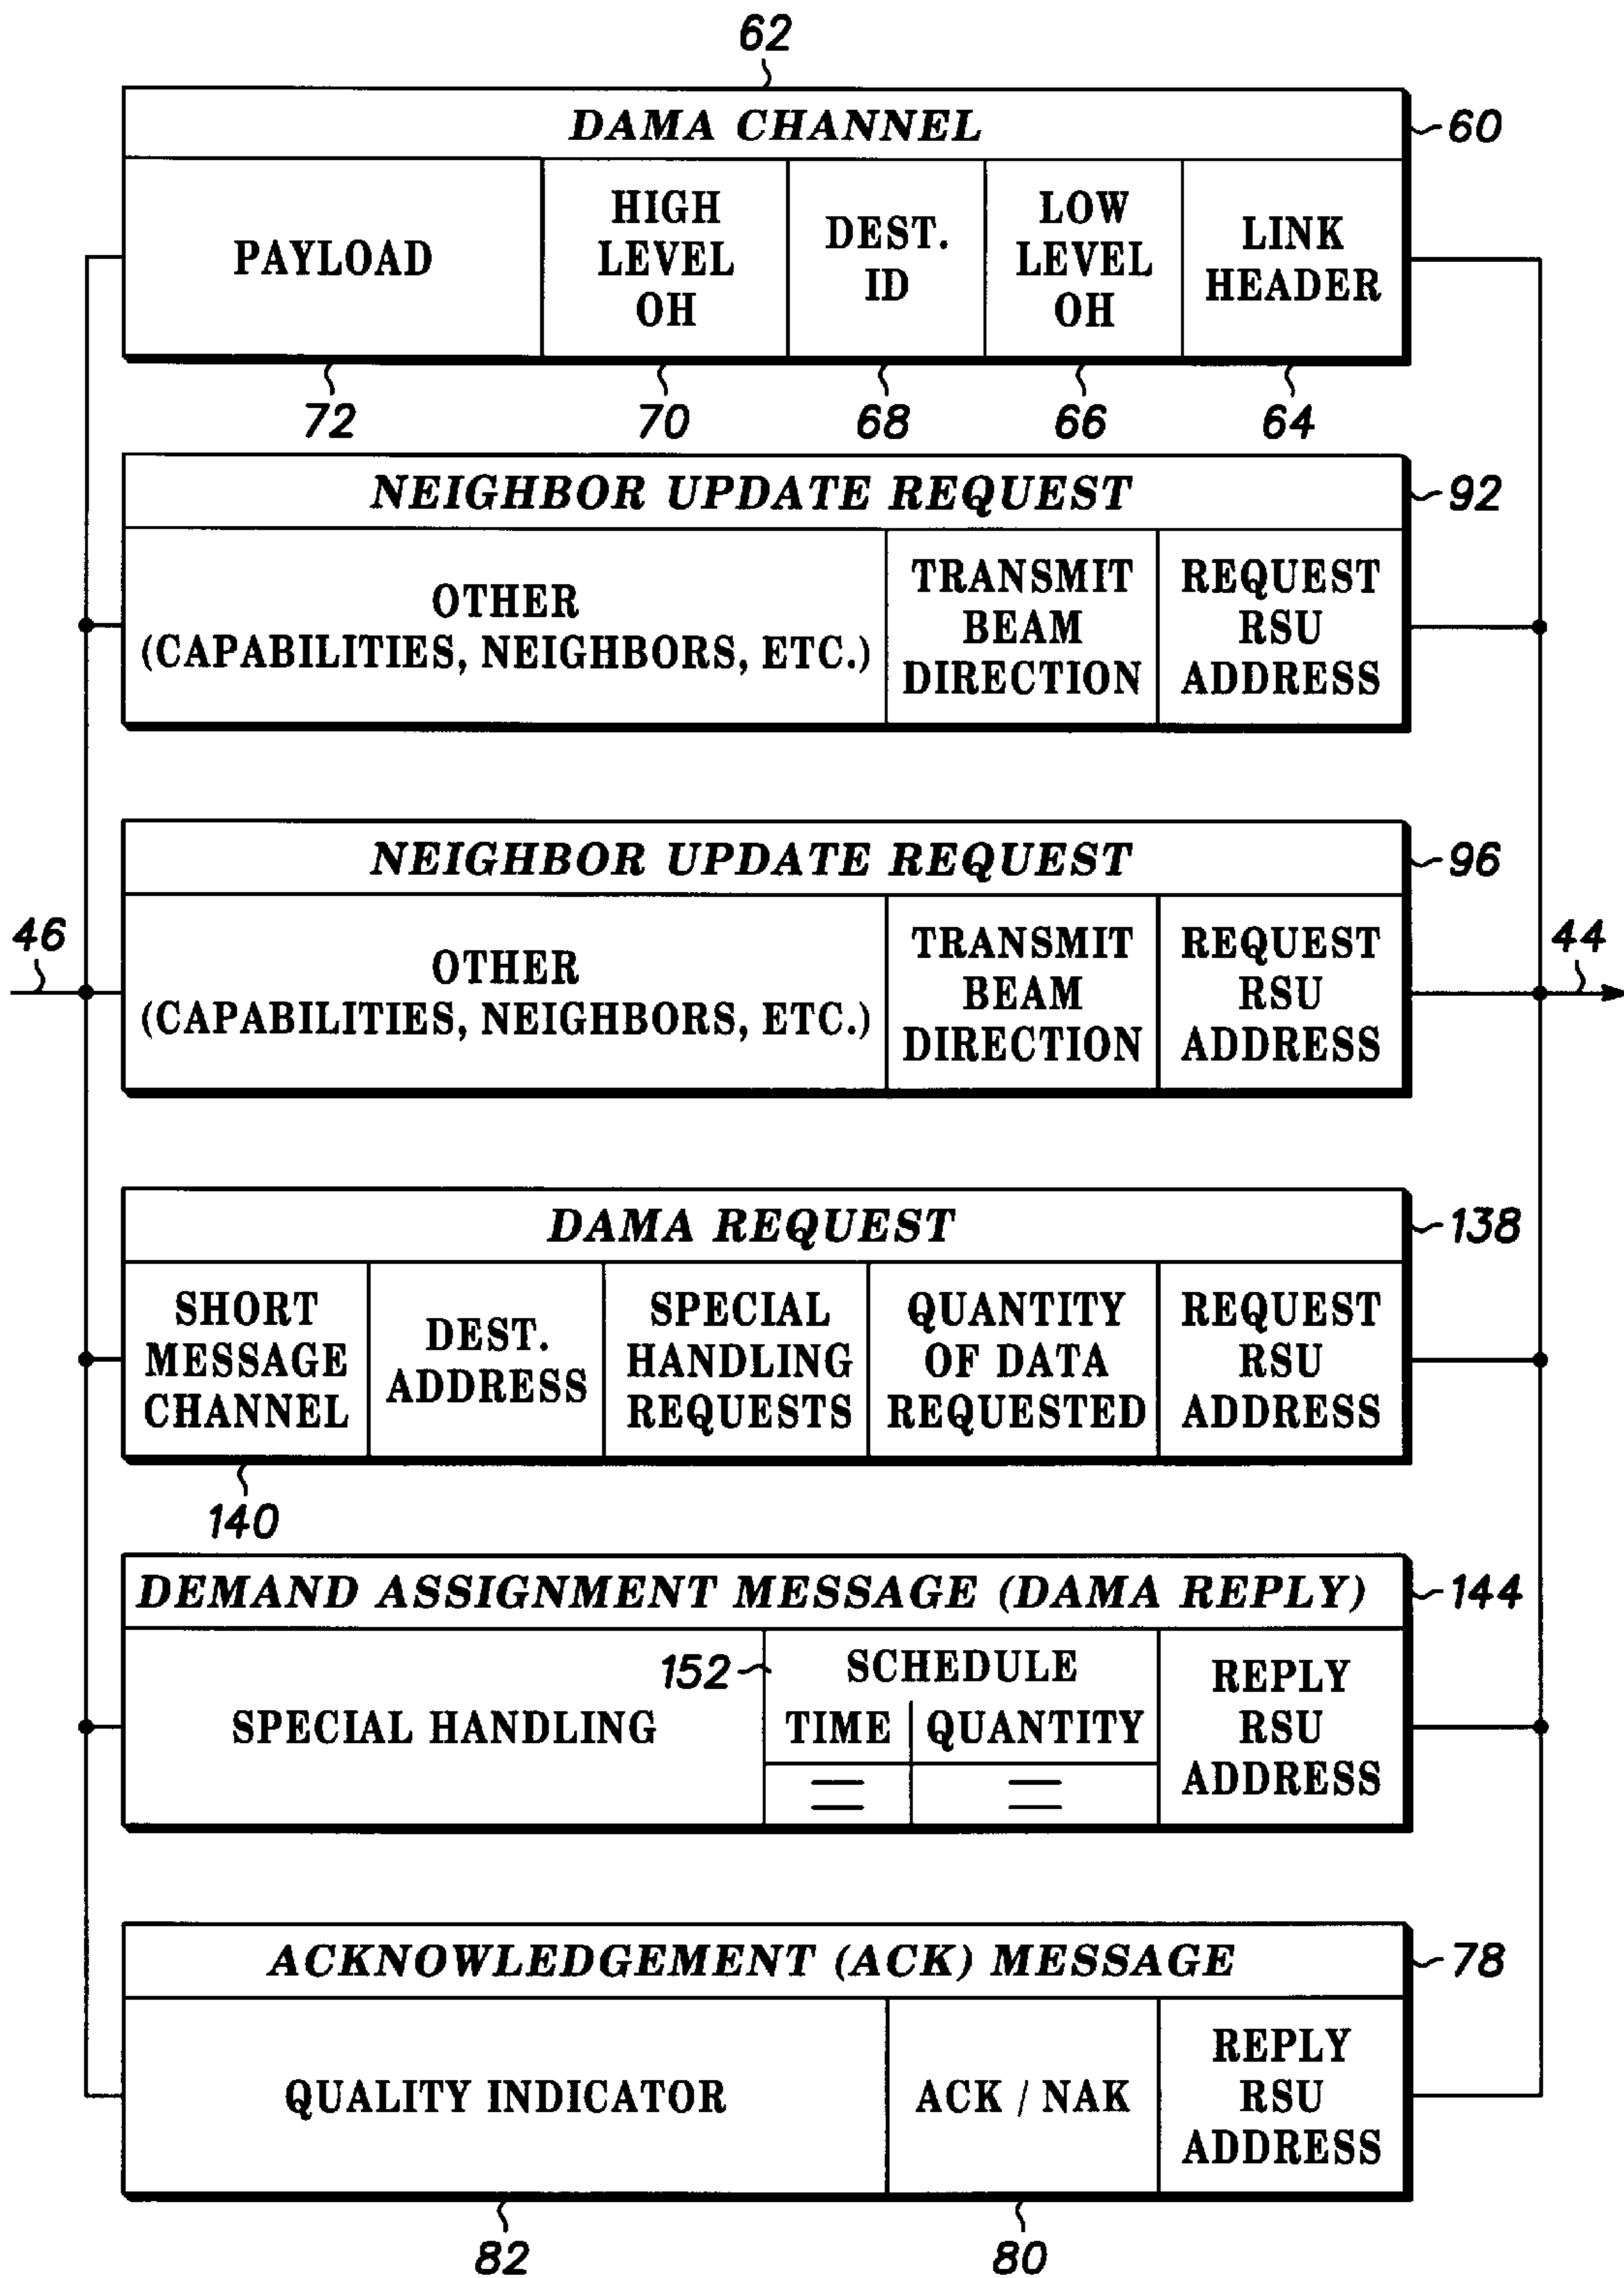 62
DAMA CHANNEL
60
PAYLOAD
HIGH
LEVEL
OH
DEST.
ID
LOW
LEVEL
OH
LINK
HEADER
72
70
68
66
64
NEIGHBOR UPDATE REQUEST
92
OTHER
(CAPABILITIES, NEIGHBORS, ETC.)
TRANSMIT
BEAM
DIRECTION
REQUEST
RSU
ADDRESS
NEIGHBOR UPDATE REQUEST
96
46
OTHER
(CAPABILITIES, NEIGHBORS, ETC.)
TRANSMIT
BEAM
DIRECTION
REQUEST
RSU
ADDRESS
44
DAMA REQUEST
138
SHORT
MESSAGE
CHANNEL
DEST.
ADDRESS
SPECIAL
HANDLING
REQUESTS
QUANTITY
OF DATA
REQUESTED
REQUEST
RSU
ADDRESS
140
DEMAND ASSIGNMENT MESSAGE (DAMA REPLY)
144
SPECIAL HANDLING
152
SCHEDULE
TIME
QUANTITY
REPLY
RSU
ADDRESS
ACKNOWLEDGEMENT (ACK) MESSAGE
78
QUALITY INDICATOR
ACK / NAK
REPLY
RSU
ADDRESS
82
80